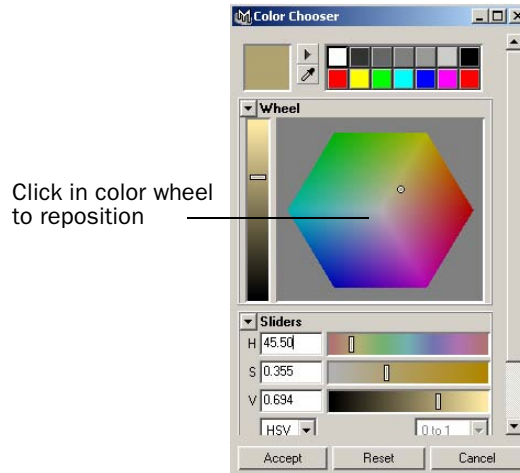 Color Chooser
Wheel
Click in color wheel
to reposition
Sliders
H 45.50
S 0.355
V 0.694
HSV 0 to 1
Accept Reset Cancel